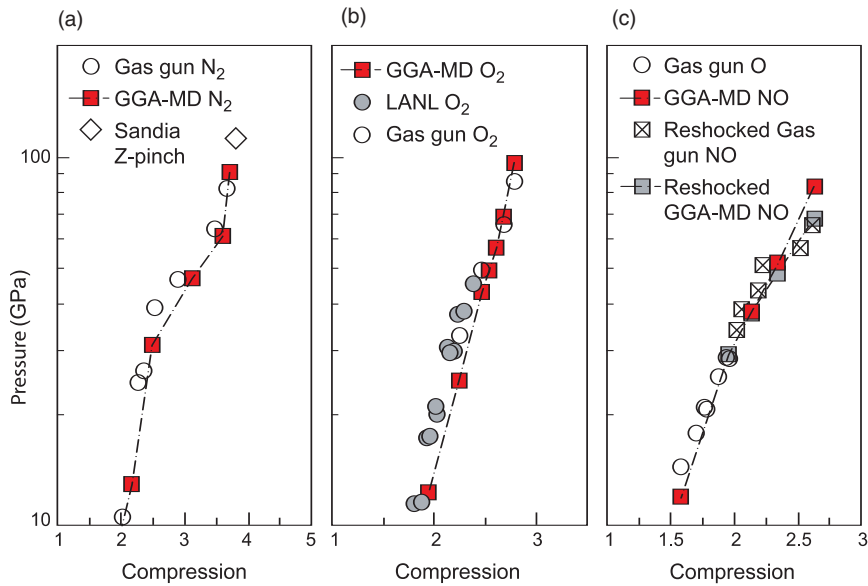 (a)
Gas gun N₂
GGA-MD N₂
Sandia
Z-pinch
(b)
GGA-MD O₂
LANL O₂
Gas gun O₂
(c)
Gas gun O
GGA-MD NO
Reshocked Gas
gun NO
Reshocked
GGA-MD NO
Pressure (GPa)
100
10
1 2 3 4 5
Compression
1 2 3
Compression
1 1.5 2 2.5 3
Compression